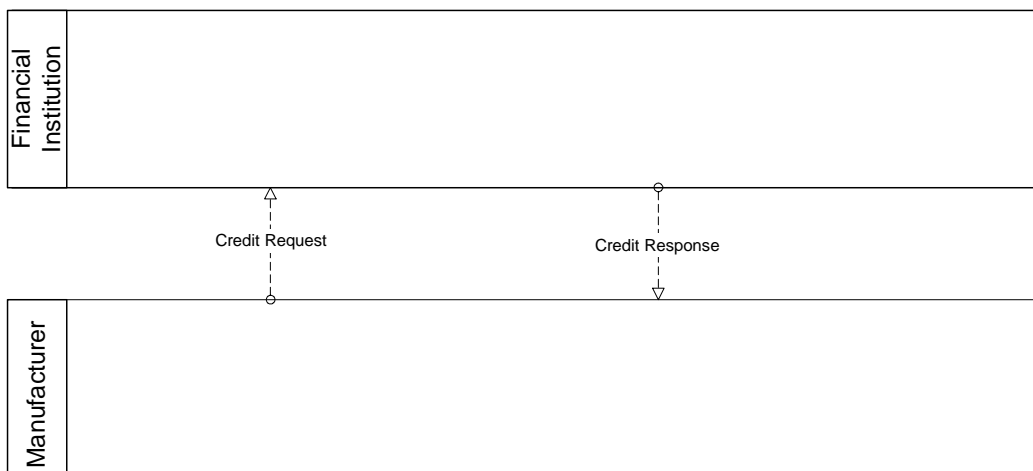 Financial
Institution
Credit Request
Credit Response
Manufacturer